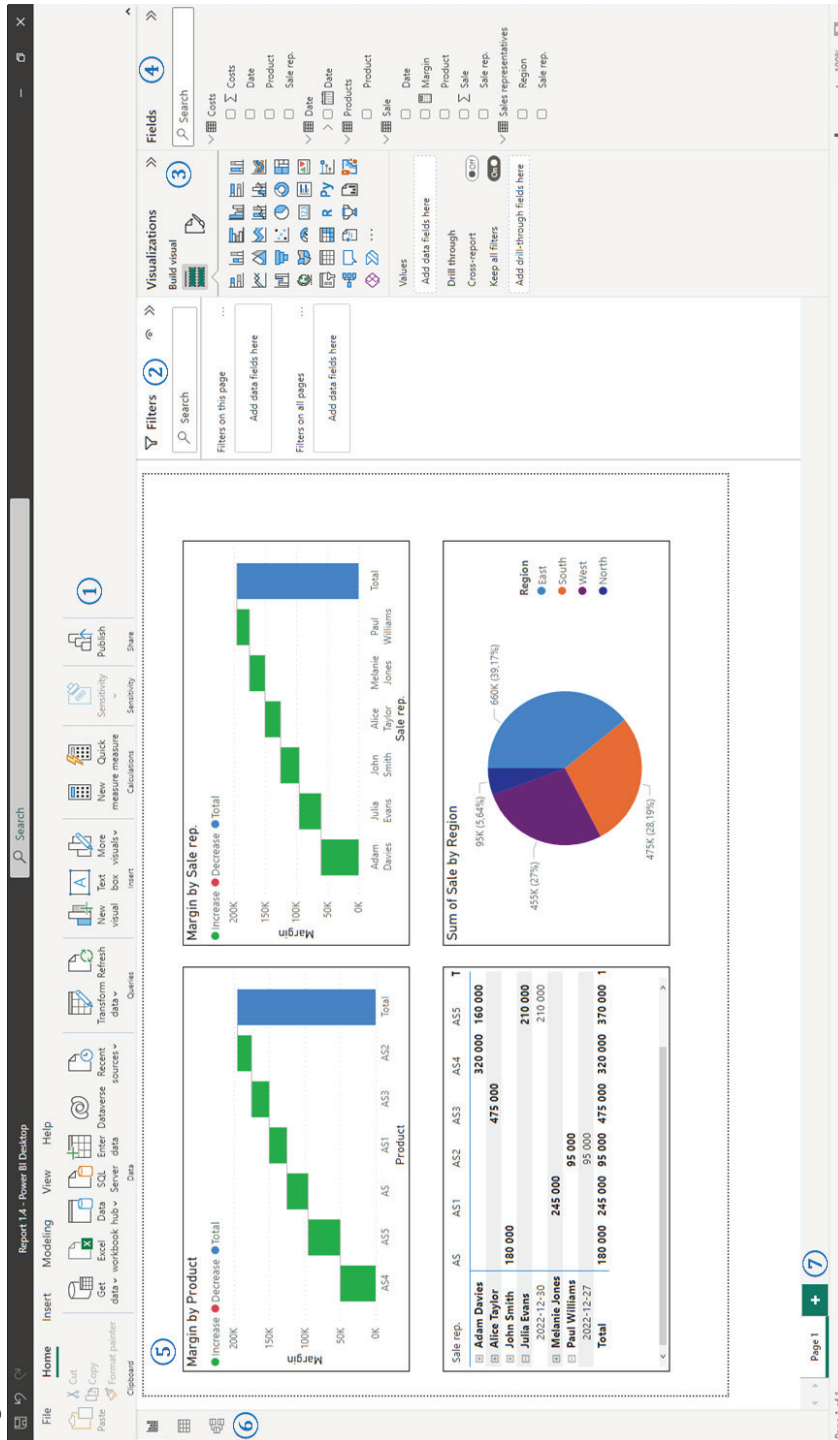 Report 1.4 - Power BI Desktop
Search
File
Home
Insert
Modeling
View
Help
Paste
Cut
Copy
Format painter
Clipboard
Get data
Excel workbook
Data hub
SQL Server
Enter data
Dataverse
Recent sources
Data
Transform data
Refresh
Queries
New visual
Text box
More visuals
Insert
New measure
Quick measure
Calculations
Sensitivity
Sensitivity
Publish
Share
1
5
Margin by Product
Increase Decrease Total
Margin
200K
150K
100K
50K
0K
AS4 AS5 AS AS1 AS3 AS2 Total
Product
Margin by Sale rep.
Increase Decrease Total
Margin
200K
150K
100K
50K
0K
Adam Davies
Julia Evans
John Smith
Alice Taylor
Melanie Jones
Paul Williams
Total
Sale rep.
Sale rep. AS AS1 AS2 AS3 AS4 AS5 T
Adam Davies 320 000 160 000
Alice Taylor 475 000
John Smith 180 000
Julia Evans 210 000
2022-12-30 210 000
Melanie Jones 245 000
Paul Williams 95 000
2022-12-27 95 000
Total 180 000 245 000 95 000 475 000 320 000 370 000 1
Sum of Sale by Region
95K (5,64%)
455K (27%)
660K (39,17%)
475K (28,19%)
Region
East
South
West
North
Filters 2
Search
Filters on this page ...
Add data fields here
Filters on all pages ...
Add data fields here
Visualizations
3
Build visual
123
R Py
...
Values
Add data fields here
Drill through
Cross-report Off
Keep all filters On
Add drill-through fields here
Fields 4
Search
Costs
Σ Costs
Date
Product
Sale rep.
Date
Date
Products
Product
Sale
Date
Margin
Product
Σ Sale
Sale rep.
Sales representatives
Region
Sale rep.
6
Page 1
+
7